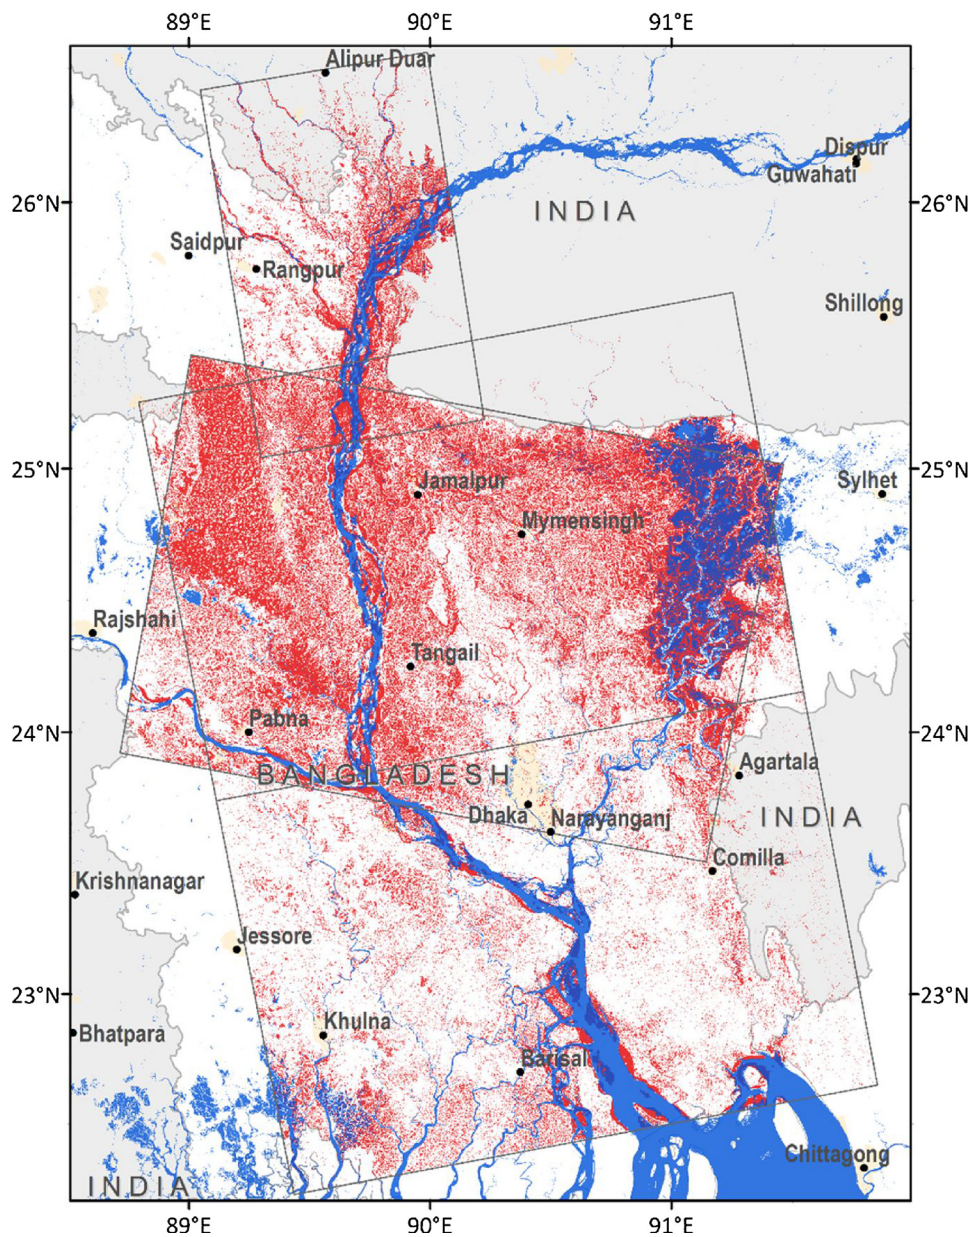 89°E 90°E 91°E
Alipur Duar
Dispur
Guwahati
26°N 26°N
INDIA
Saidpur
Rangpur
Shillong
25°N 25°N
Jamalpur
Sylhet
Mymensingh
Rajshahi
Tangail
Pabna
24°N 24°N
BANGLADESH
Agartala
Dhaka Narayanganj
INDIA
Comilla
Krishnanagar
Jessore
23°N 23°N
Khulna
Bhatpara
Barisal
Chittagong
INDIA
89°E 90°E 91°E